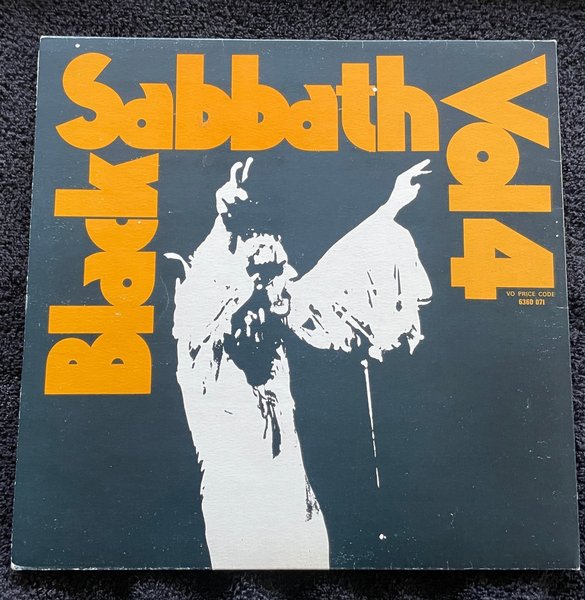 Black
Sabbath
Vol 4
VO PRICE CODE
6360 071